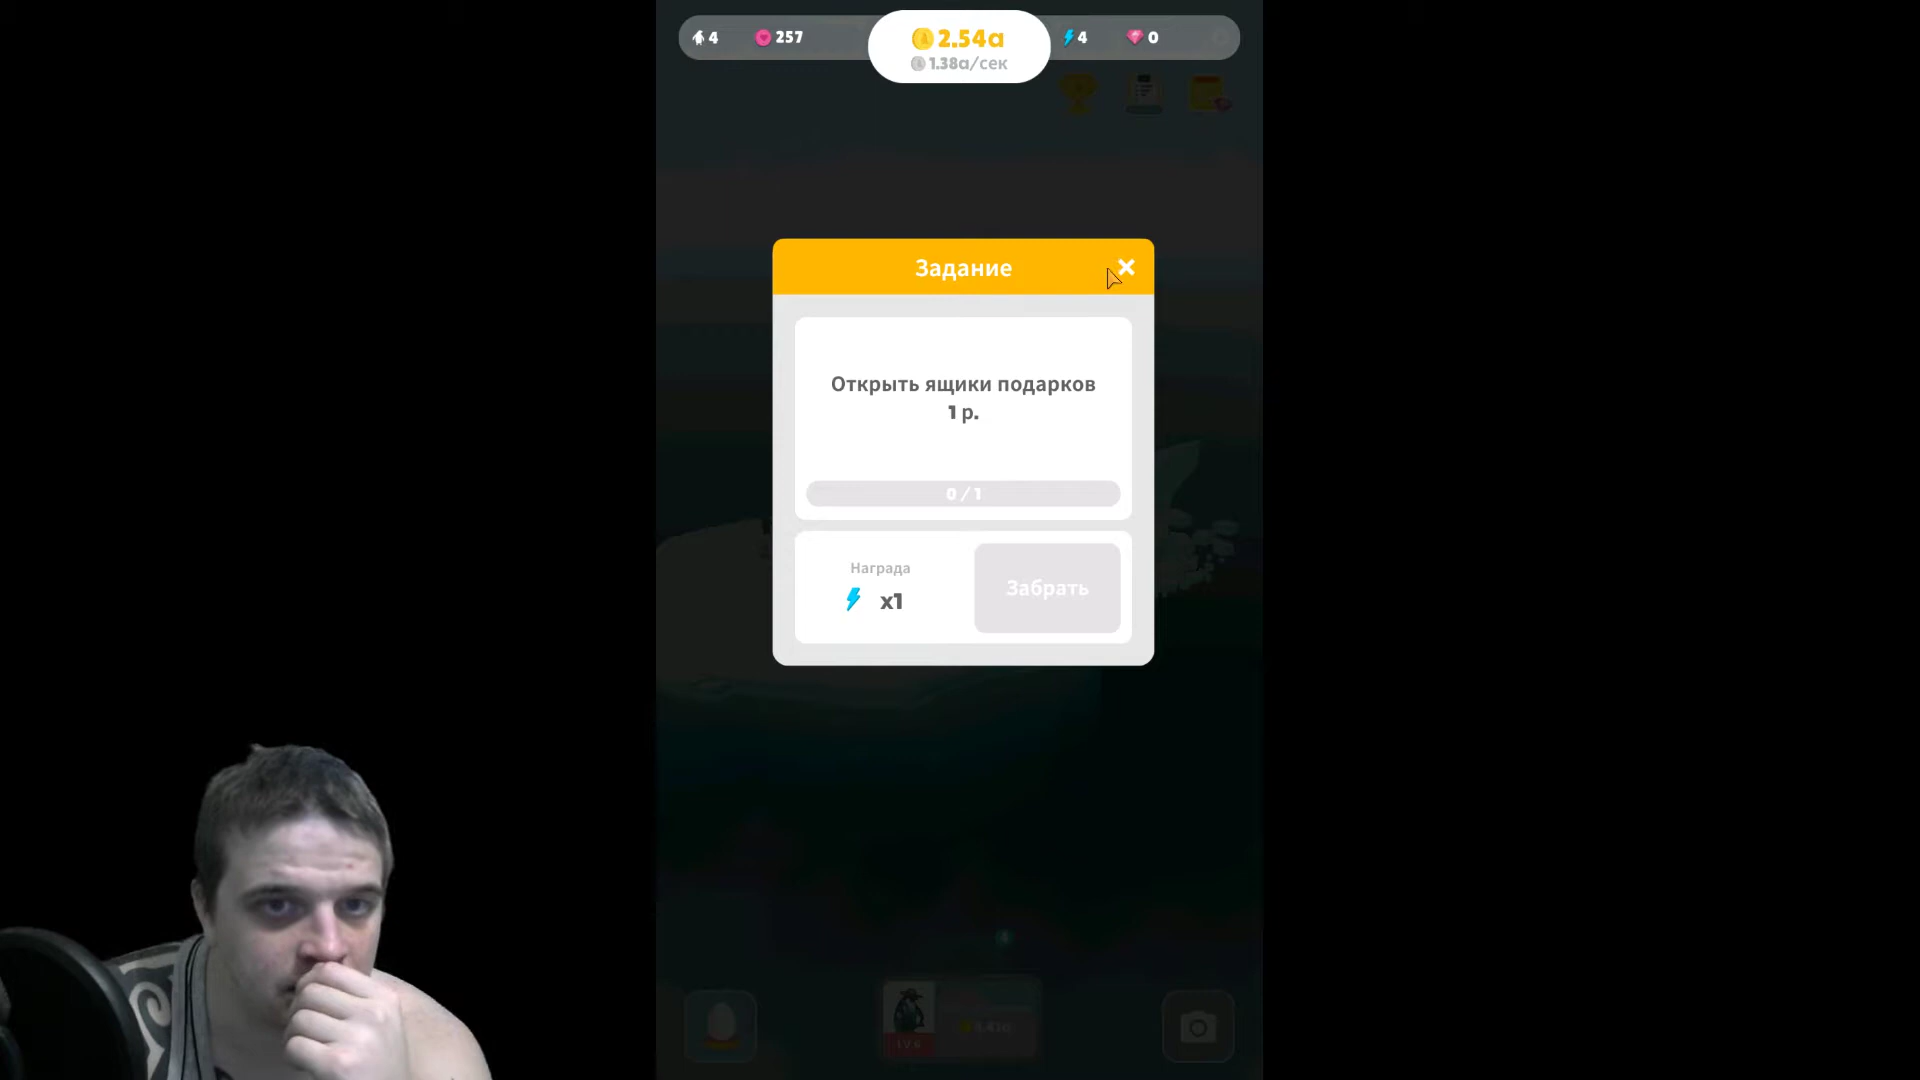 4
257
2.54a
1.38a/сек
4
0
Задание
Открыть ящики подарков
1 р.
0 / 1
Награда
x1
Забрать